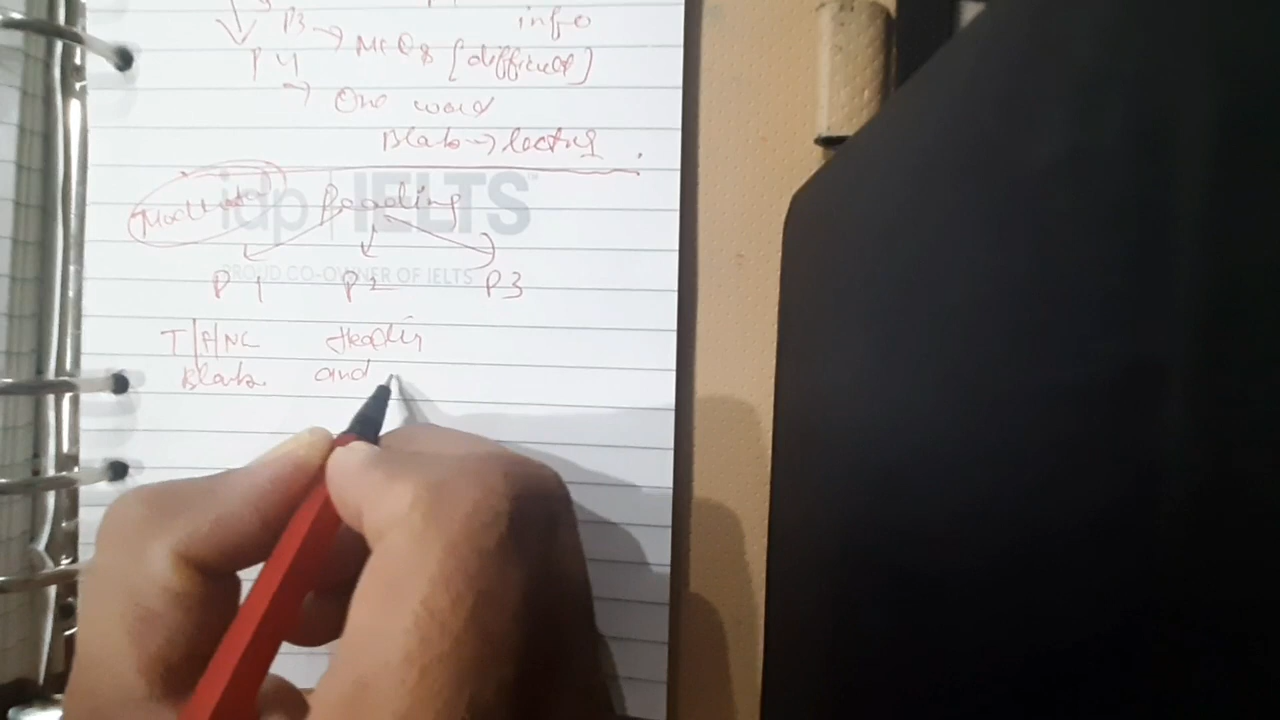 P3 → info
P4 MCQs [difficult]
→ One word
Blanks → lecture.
Reading
idp IELTS™
PROUD CO-OWNER OF IELTS
P1 P2 P3
T|F|NG Heading
Blanks and